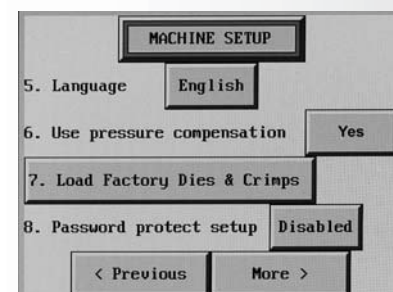 MACHINE SETUP
5. Language English
6. Use pressure compensation Yes
7. Load Factory Dies & Crimps
8. Password protect setup Disabled
< Previous More >